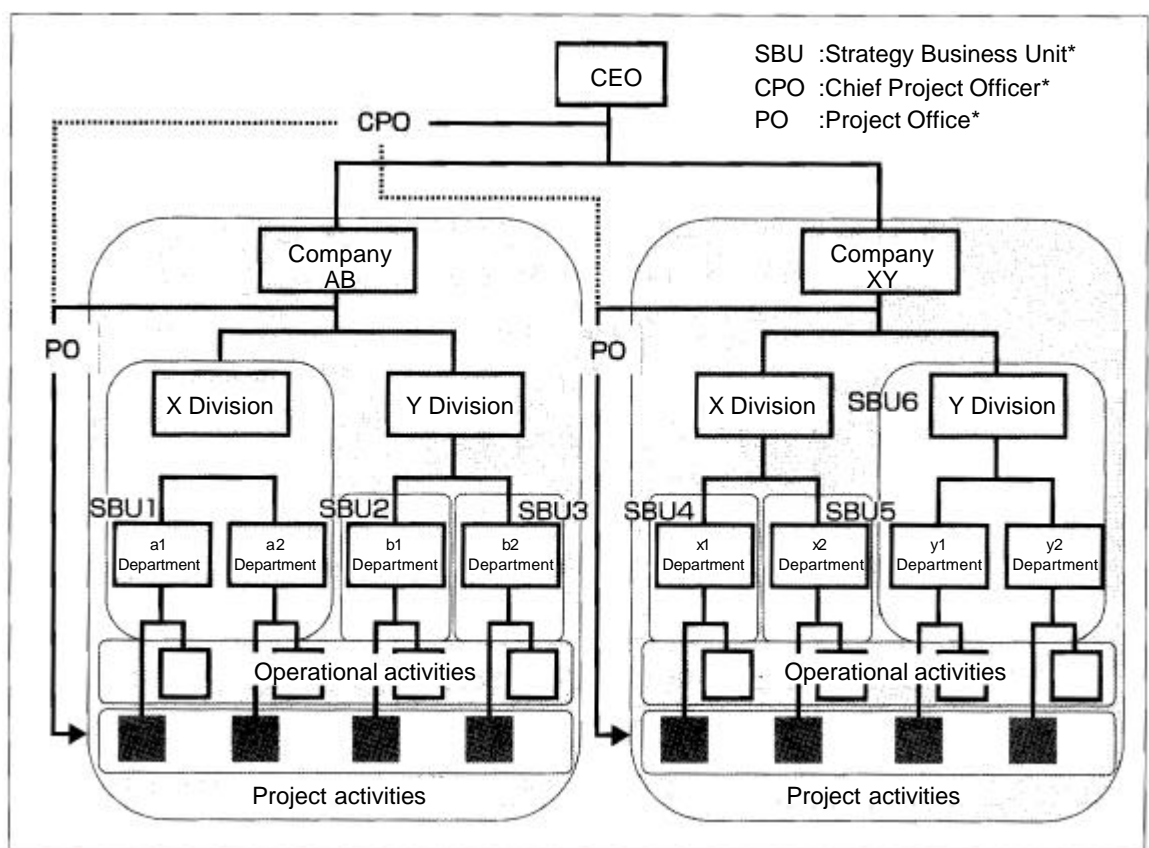 CEO
SBU :Strategy Business Unit*
CPO :Chief Project Officer*
PO :Project Office*
CPO
Company
AB
Company
XY
PO
PO
X Division
Y Division
X Division
SBU6
Y Division
SBU1
SBU2
SBU3
SBU4
SBU5
a1
Department
a2
Department
b1
Department
b2
Department
x1
Department
x2
Department
y1
Department
y2
Department
Operational activities
Operational activities
Project activities
Project activities